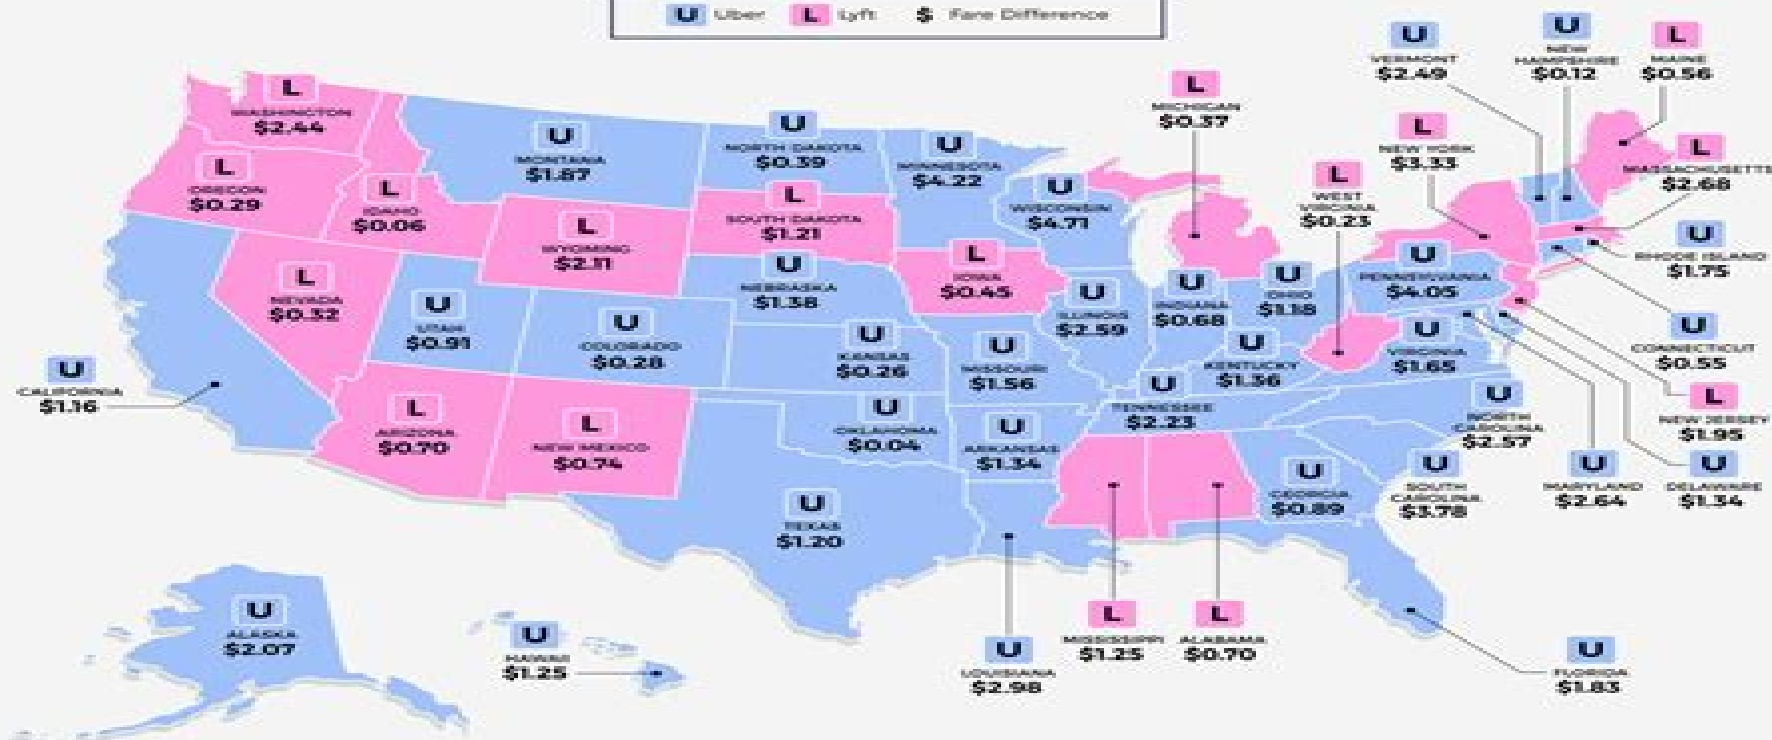 U Uber L Lyft $ Fare Difference
U
VERMONT
$2.49
U
NEW
HAMPSHIRE
$0.12
L
MAINE
$0.56
L
WASHINGTON
$2.44
L
MICHIGAN
$0.37
U
MONTANA
$1.87
U
NORTH DAKOTA
$0.39
U
MINNESOTA
$4.22
L
NEW YORK
$3.33
L
MASSACHUSETTS
$2.68
L
OREGON
$0.29
L
IDAHO
$0.06
L
WYOMING
$2.11
L
SOUTH DAKOTA
$1.21
U
WISCONSIN
$4.71
L
WEST
VIRGINIA
$0.23
U
RHODE ISLAND
$1.75
L
NEVADA
$0.32
U
UTAH
$0.91
U
COLORADO
$0.28
U
NEBRASKA
$1.38
L
IOWA
$0.45
U
ILLINOIS
$2.59
U
INDIANA
$0.68
U
OHIO
$1.18
U
PENNSYLVANIA
$4.05
U
CONNECTICUT
$0.55
U
CALIFORNIA
$1.16
U
KANSAS
$0.26
U
MISSOURI
$1.56
U
KENTUCKY
$1.36
U
VIRGINIA
$1.65
L
NEW JERSEY
$1.95
L
ARIZONA
$0.70
L
NEW MEXICO
$0.74
U
OKLAHOMA
$0.04
U
ARKANSAS
$1.34
U
TENNESSEE
$2.23
U
NORTH
CAROLINA
$2.57
U
TEXAS
$1.20
U
GEORGIA
$0.89
U
SOUTH
CAROLINA
$3.78
U
MARYLAND
$2.64
U
DELAWARE
$1.34
U
ALASKA
$2.07
U
HAWAII
$1.25
U
LOUISIANA
$2.98
L
MISSISSIPPI
$1.25
L
ALABAMA
$0.70
U
FLORIDA
$1.83